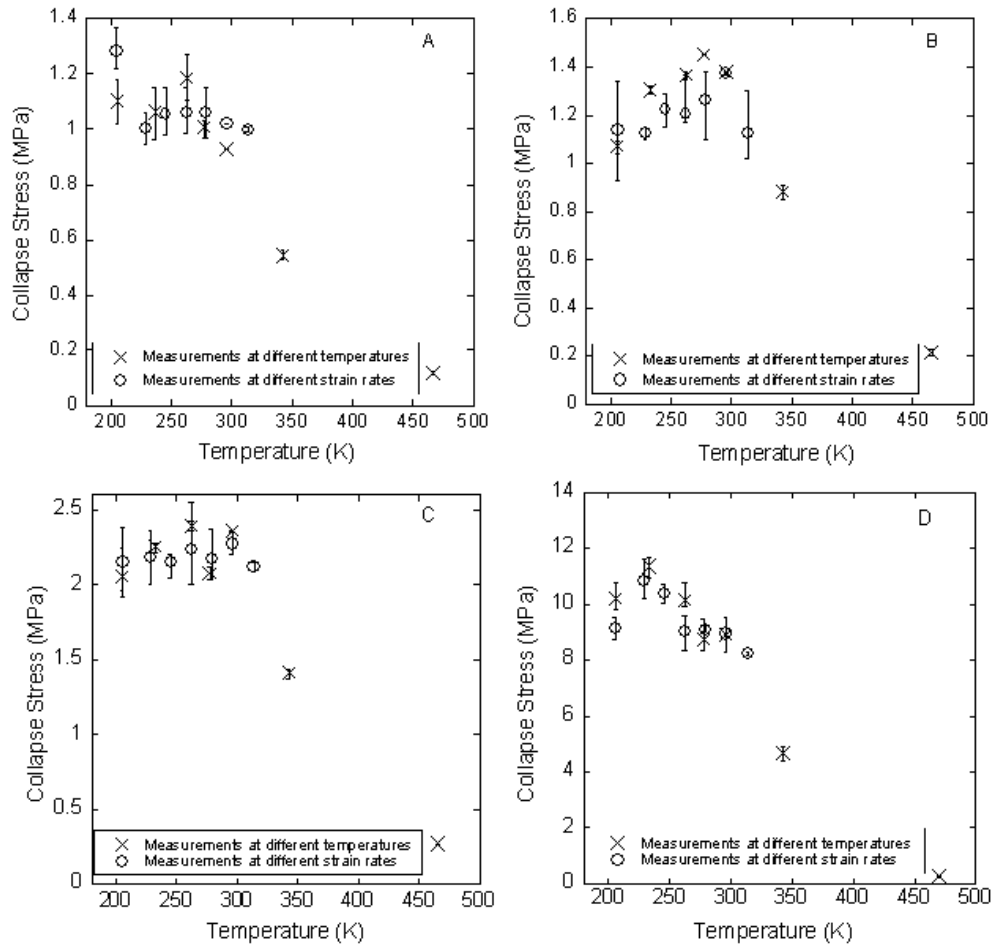 A
1.4
1.2
1
0.8
0.6
0.4
0.2
0
Collapse Stress (MPa)
Measurements at different temperatures
Measurements at different strain rates
200 250 300 350 400 450 500
Temperature (K)
B
1.6
1.4
1.2
1
0.8
0.6
0.4
0.2
0
Collapse Stress (MPa)
Measurements at different temperatures
Measurements at different strain rates
200 250 300 350 400 450 500
Temperature (K)
C
2.5
2
1.5
1
0.5
0
Collapse Stress (MPa)
Measurements at different temperatures
Measurements at different strain rates
200 250 300 350 400 450 500
Temperature (K)
D
14
12
10
8
6
4
2
0
Collapse Stress (MPa)
Measurements at different temperatures
Measurements at different strain rates
200 250 300 350 400 450 500
Temperature (K)